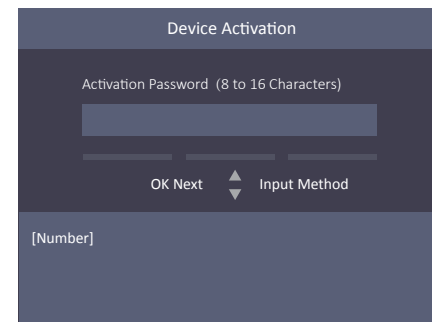 Device Activation
Activation Password (8 to 16 Characters)
OK Next Input Method
[Number]